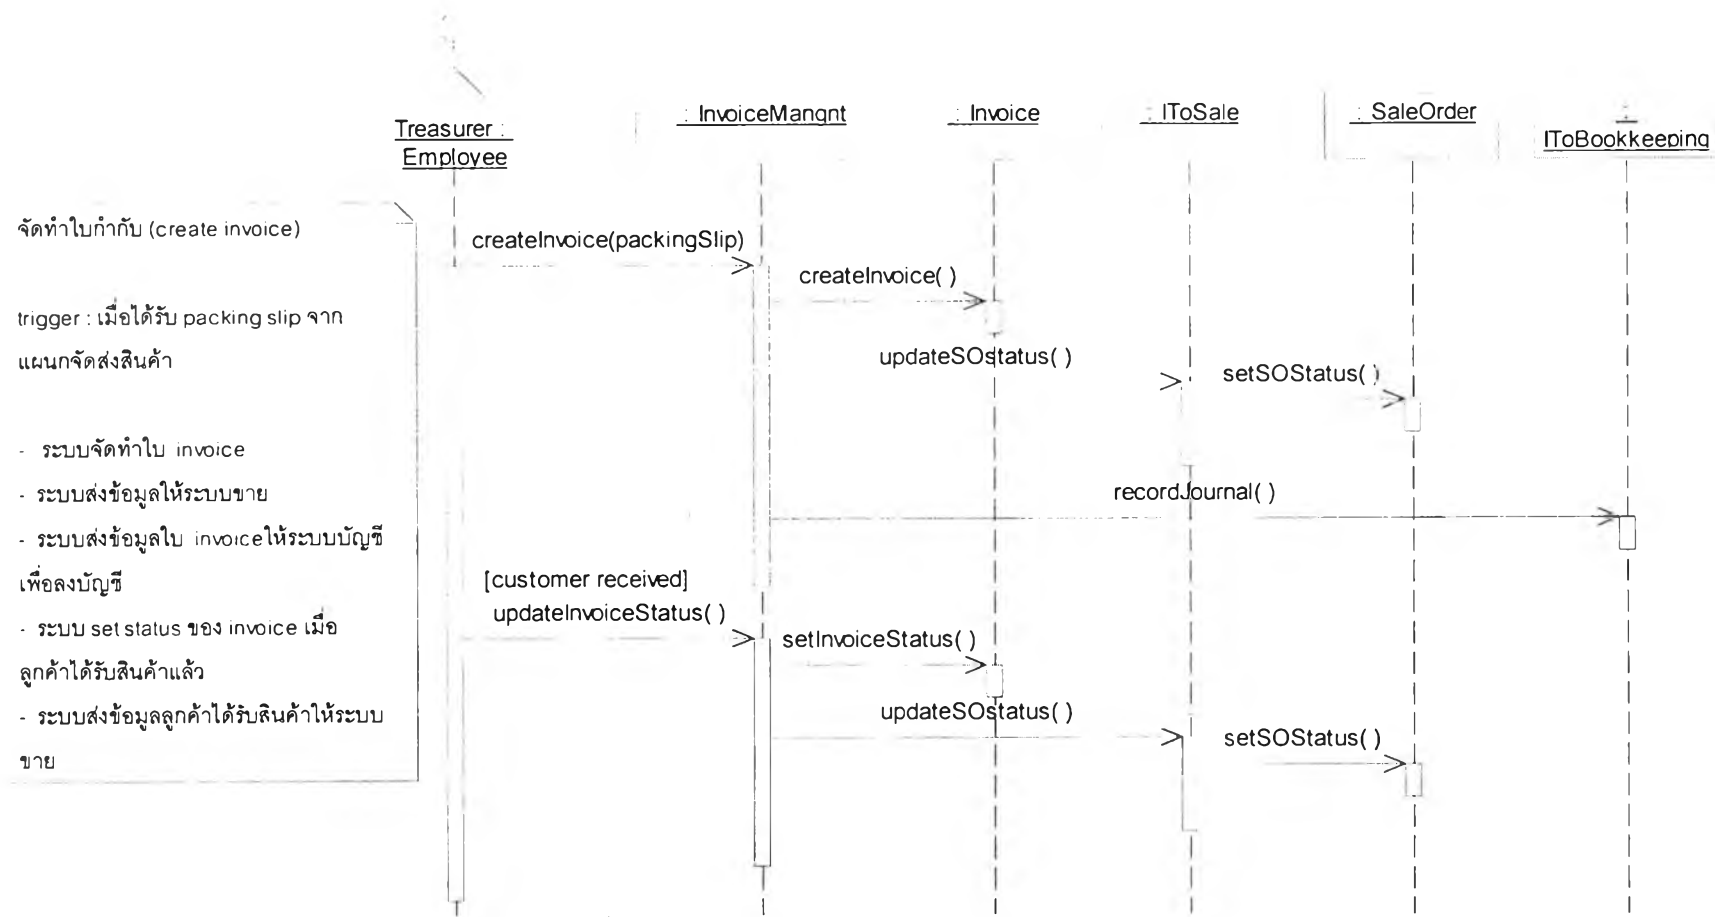 Treasurer :
Employee
: InvoiceMangnt
: Invoice
: IToSale
: SaleOrder
:
IToBookkeeping
จัดทำใบกำกับ (create invoice)
trigger : เมื่อได้รับ packing slip จาก
แผนกจัดส่งสินค้า
- ระบบจัดทำใบ invoice
- ระบบส่งข้อมูลให้ระบบขาย
- ระบบส่งข้อมูลใบ invoiceให้ระบบบัญชี
เพื่อลงบัญชี
- ระบบ set status ของ invoice เมื่อ
ลูกค้าได้รับสินค้าแล้ว
- ระบบส่งข้อมูลลูกค้าได้รับสินค้าให้ระบบ
ขาย
createInvoice(packingSlip)
createInvoice( )
updateSOstatus( )
setSOStatus( )
recordJournal( )
[customer received]
updateInvoiceStatus( )
setInvoiceStatus( )
updateSOstatus( )
setSOStatus( )